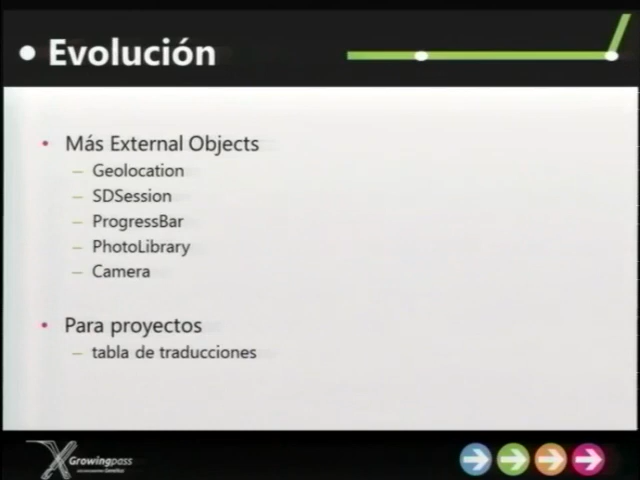 • Evolución
• Más External Objects
– Geolocation
– SDSession
– ProgressBar
– PhotoLibrary
– Camera
• Para proyectos
– tabla de traducciones
Growingpass